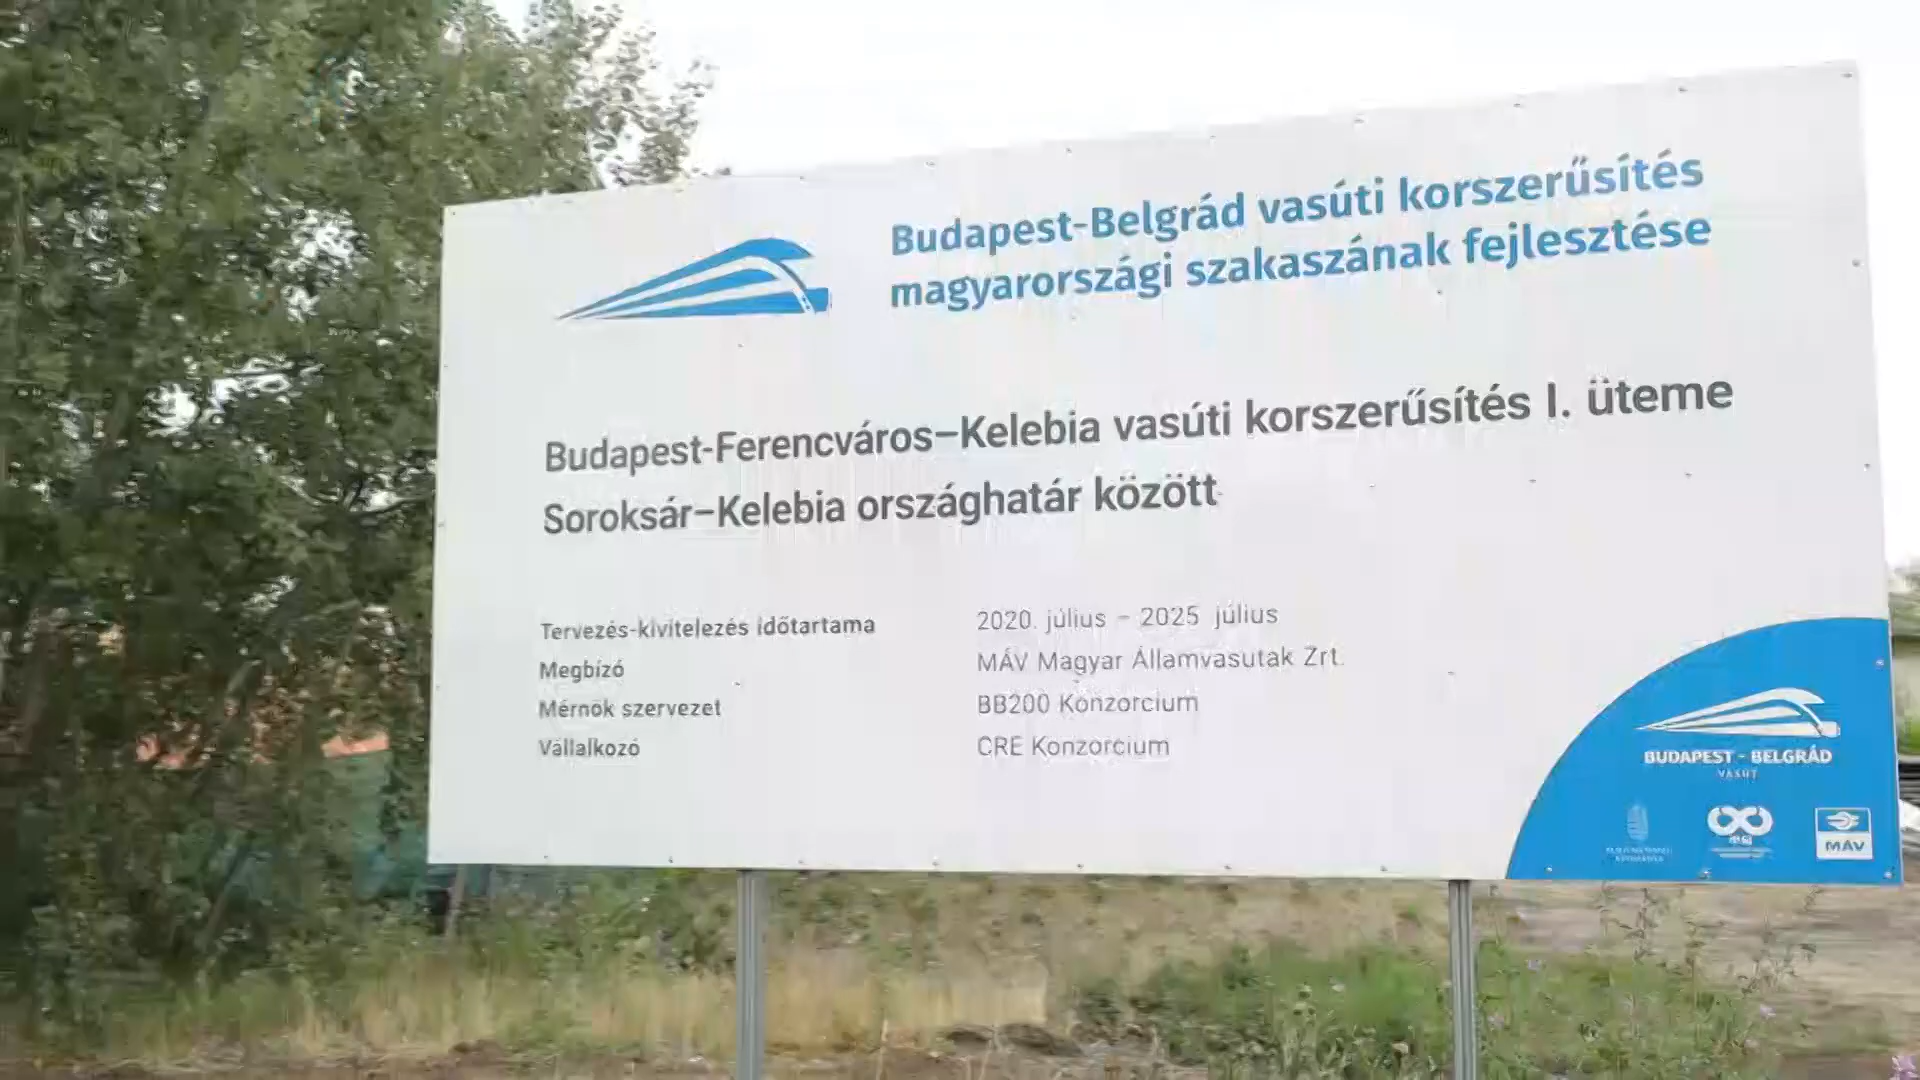 Budapest-Belgrád vasúti korszerűsítés
magyarországi szakaszának fejlesztése
Budapest-Ferencváros–Kelebia vasúti korszerűsítés I. üteme
Soroksár–Kelebia országhatár között
Tervezés-kivitelezés időtartama 2020. július – 2025 július
Megbízó MÁV Magyar Államvasutak Zrt.
Mérnök szervezet BB200 Konzorcium
Vállalkozó CRE Konzorcium
BUDAPEST - BELGRÁD
VASÚT
MÁV